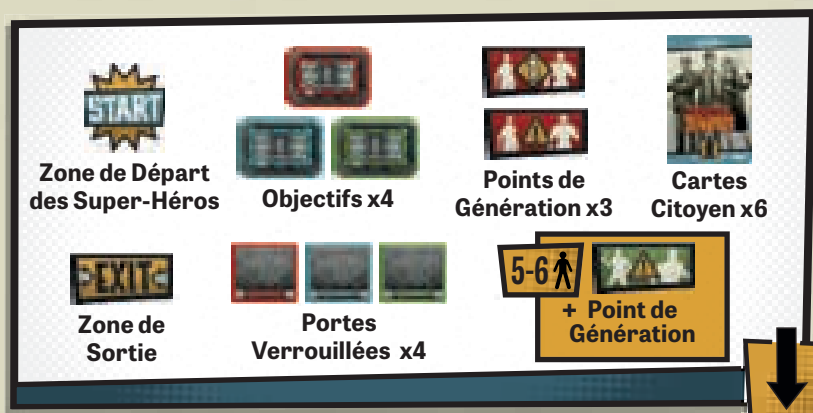 START
Zone de Départ
des Super-Héros
Objectifs x4
Points de
Génération x3
Cartes
Citoyen x6
EXIT
Zone de
Sortie
Portes
Verrouillées x4
5-6
+ Point de
Génération